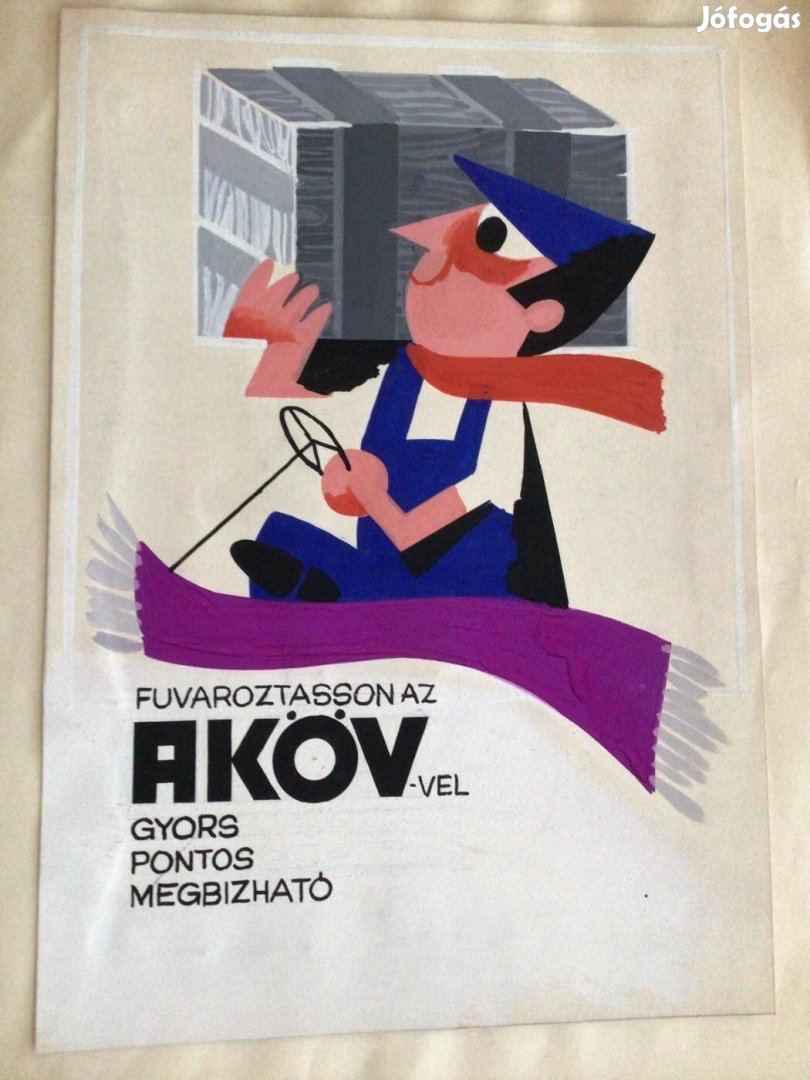 Jófogás
FUVAROZTASSON AZ
AKÖV-VEL
GYORS
PONTOS
MEGBIZHATÓ